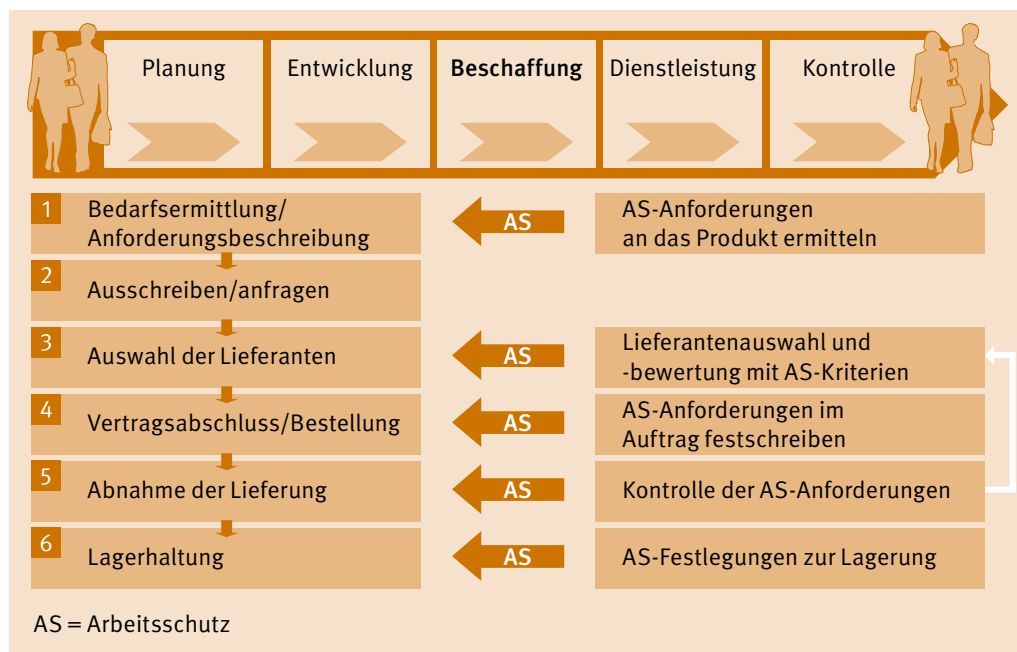 Planung
Entwicklung
Beschaffung
Dienstleistung
Kontrolle
1
Bedarfsermittlung/
Anforderungsbeschreibung
AS
AS-Anforderungen
an das Produkt ermitteln
2
Ausschreiben/anfragen
3
Auswahl der Lieferanten
AS
Lieferantenauswahl und
-bewertung mit AS-Kriterien
4
Vertragsabschluss/Bestellung
AS
AS-Anforderungen im
Auftrag festschreiben
5
Abnahme der Lieferung
AS
Kontrolle der AS-Anforderungen
6
Lagerhaltung
AS
AS-Festlegungen zur Lagerung
AS = Arbeitsschutz